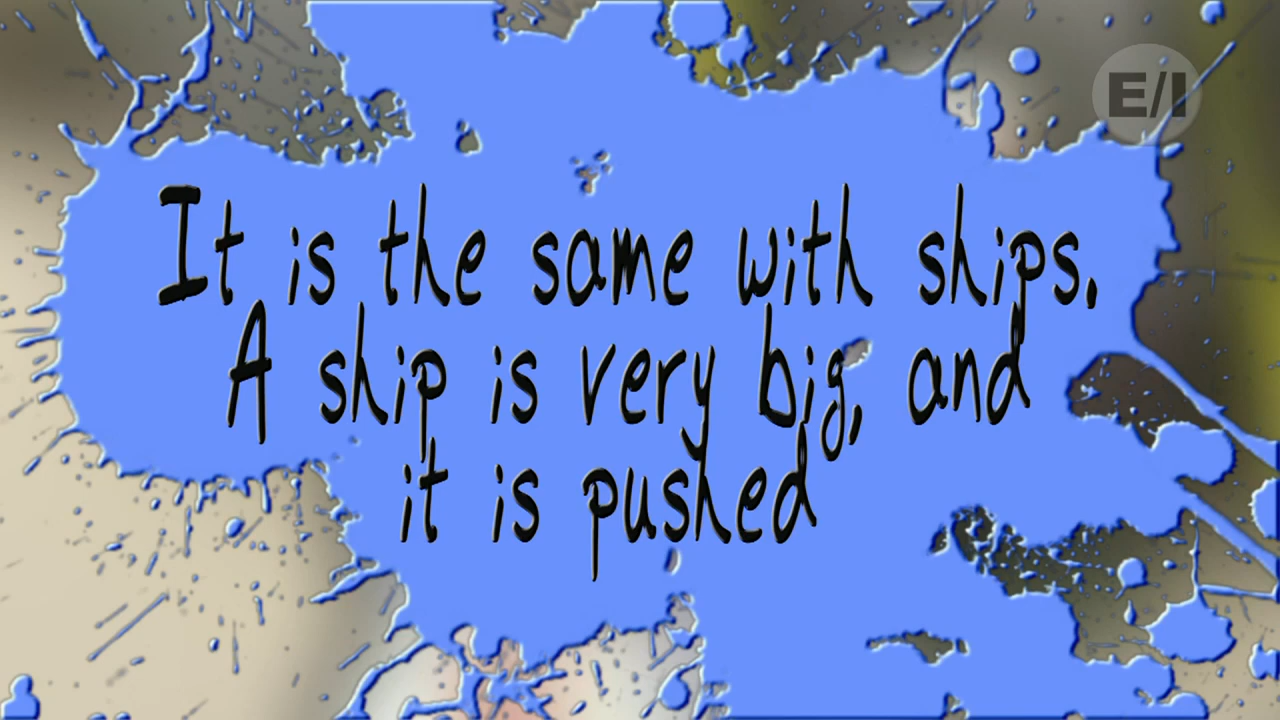 E/I
It is the same with ships.
A ship is very big, and
it is pushed